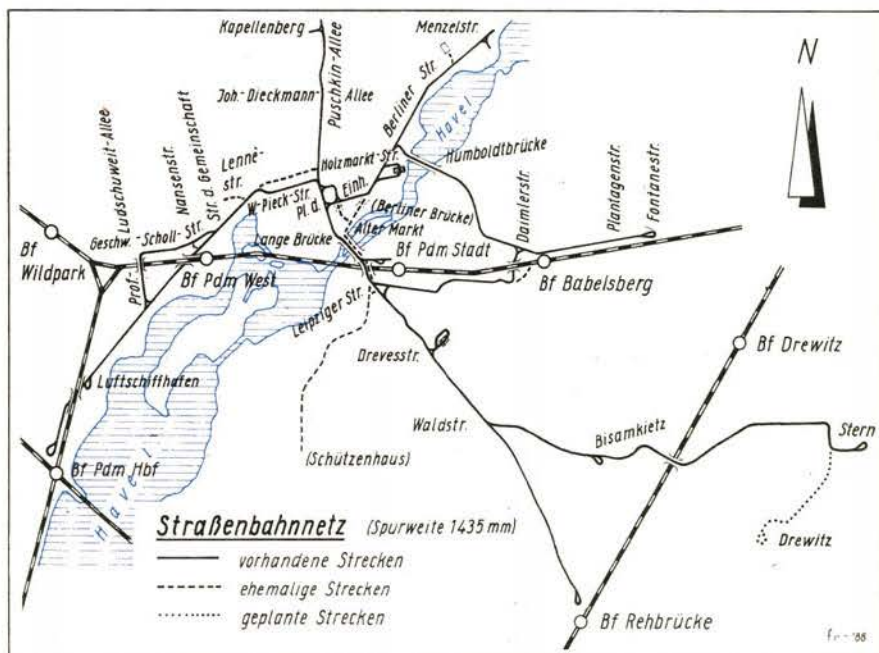 Kapellenberg
Puschkin-Allee
Menzelstr.
N
Joh.-Dieckmann-Allee
Berliner Str.
Havel
Ludschuweit-Allee
Nansenstr.
Str. d. Gemeinschaft
Lenné-
str.
Holzmarkt-Str.
Humboldtbrücke
W.-Pieck-Str.
Pl. d. Einh.
(Berliner Brücke)
Alter Markt
Daimlerstr.
Plantagenstr.
Fontanestr.
Geschw.-Scholl-Str.
Lange Brücke
Bf Pdm Stadt
Bf
Wildpark
Prof.-
Bf Pdm West
Bf Babelsberg
Leipziger Str.
Drevesstr.
Bf Drewitz
Luftschiffhafen
Waldstr.
Bisamkietz
Stern
(Schützenhaus)
Bf Pdm Hbf
Havel
Drewitz
Straßenbahnnetz (Spurweite 1435 mm)
vorhandene Strecken
ehemalige Strecken
geplante Strecken
Bf Rehbrücke